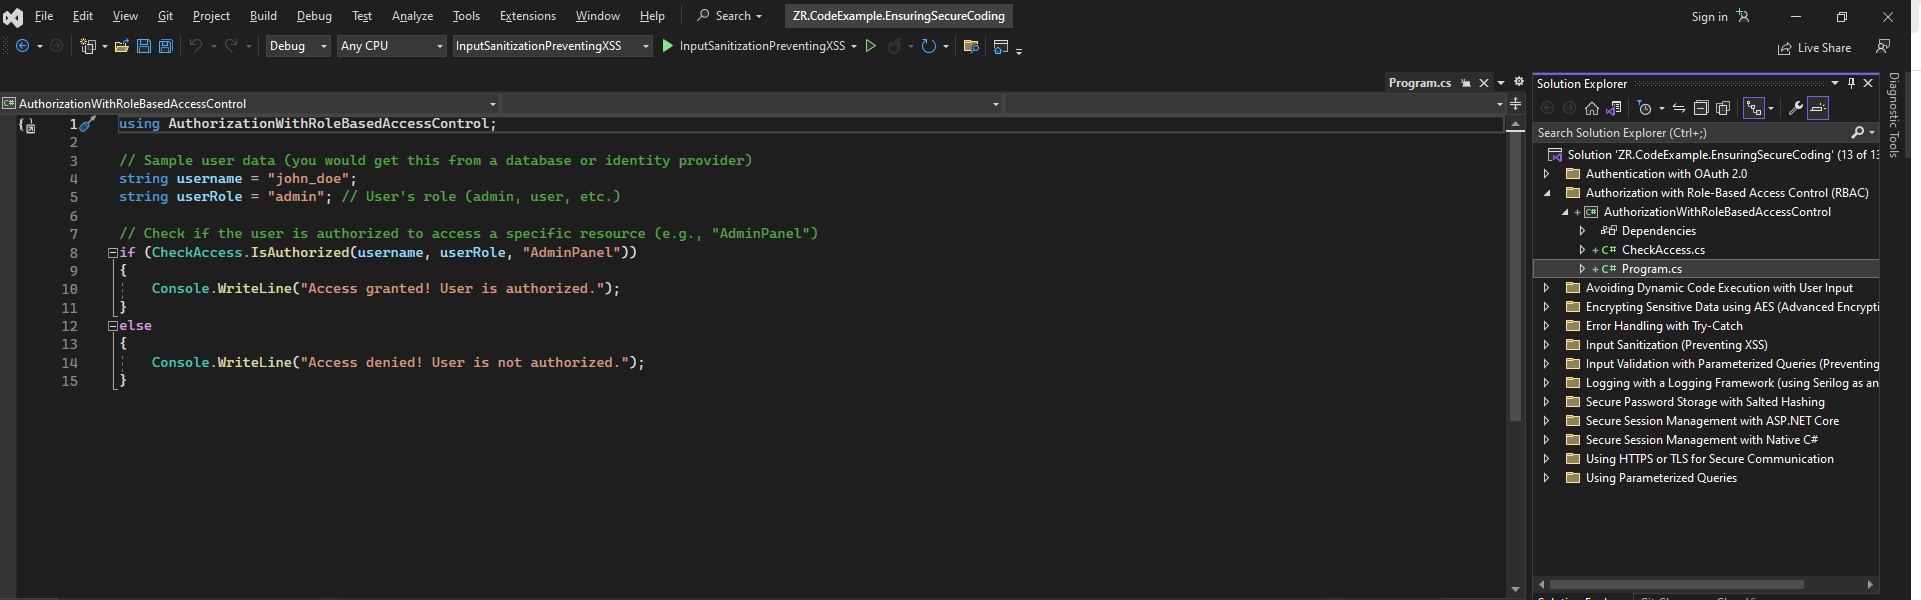 File Edit View Git Project Build Debug Test Analyze Tools Extensions Window Help Search ZR.CodeExample.EnsuringSecureCoding Sign in
Debug Any CPU InputSanitizationPreventingXSS InputSanitizationPreventingXSS Live Share
Program.cs
AuthorizationWithRoleBasedAccessControl
1 using AuthorizationWithRoleBasedAccessControl;
2
3 // Sample user data (you would get this from a database or identity provider)
4 string username = "john_doe";
5 string userRole = "admin"; // User's role (admin, user, etc.)
6
7 // Check if the user is authorized to access a specific resource (e.g., "AdminPanel")
8 if (CheckAccess.IsAuthorized(username, userRole, "AdminPanel"))
9 {
10 Console.WriteLine("Access granted! User is authorized.");
11 }
12 else
13 {
14 Console.WriteLine("Access denied! User is not authorized.");
15 }
Solution Explorer
Search Solution Explorer (Ctrl+;)
Solution 'ZR.CodeExample.EnsuringSecureCoding' (13 of 13
Authentication with OAuth 2.0
Authorization with Role-Based Access Control (RBAC)
AuthorizationWithRoleBasedAccessControl
Dependencies
C# CheckAccess.cs
C# Program.cs
Avoiding Dynamic Code Execution with User Input
Encrypting Sensitive Data using AES (Advanced Encrypti
Error Handling with Try-Catch
Input Sanitization (Preventing XSS)
Input Validation with Parameterized Queries (Preventing
Logging with a Logging Framework (using Serilog as an
Secure Password Storage with Salted Hashing
Secure Session Management with ASP.NET Core
Secure Session Management with Native C#
Using HTTPS or TLS for Secure Communication
Using Parameterized Queries
Diagnostic Tools